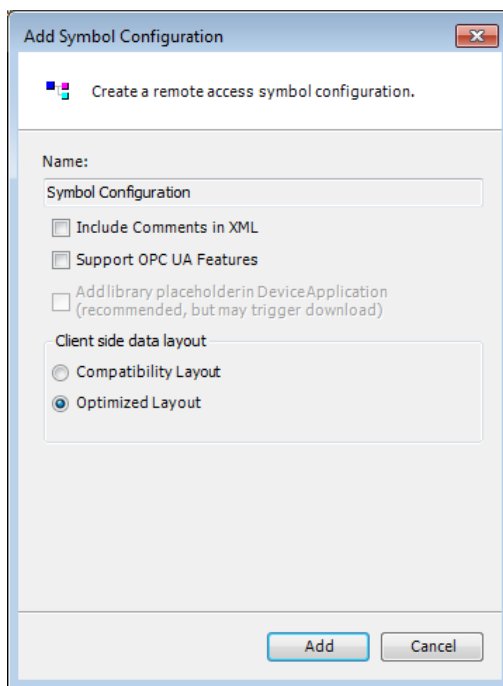 Add Symbol Configuration
Create a remote access symbol configuration.
Name:
Symbol Configuration
Include Comments in XML
Support OPC UA Features
Add library placeholder in DeviceApplication
(recommended, but may trigger download)
Client side data layout
Compatibility Layout
Optimized Layout
Add
Cancel